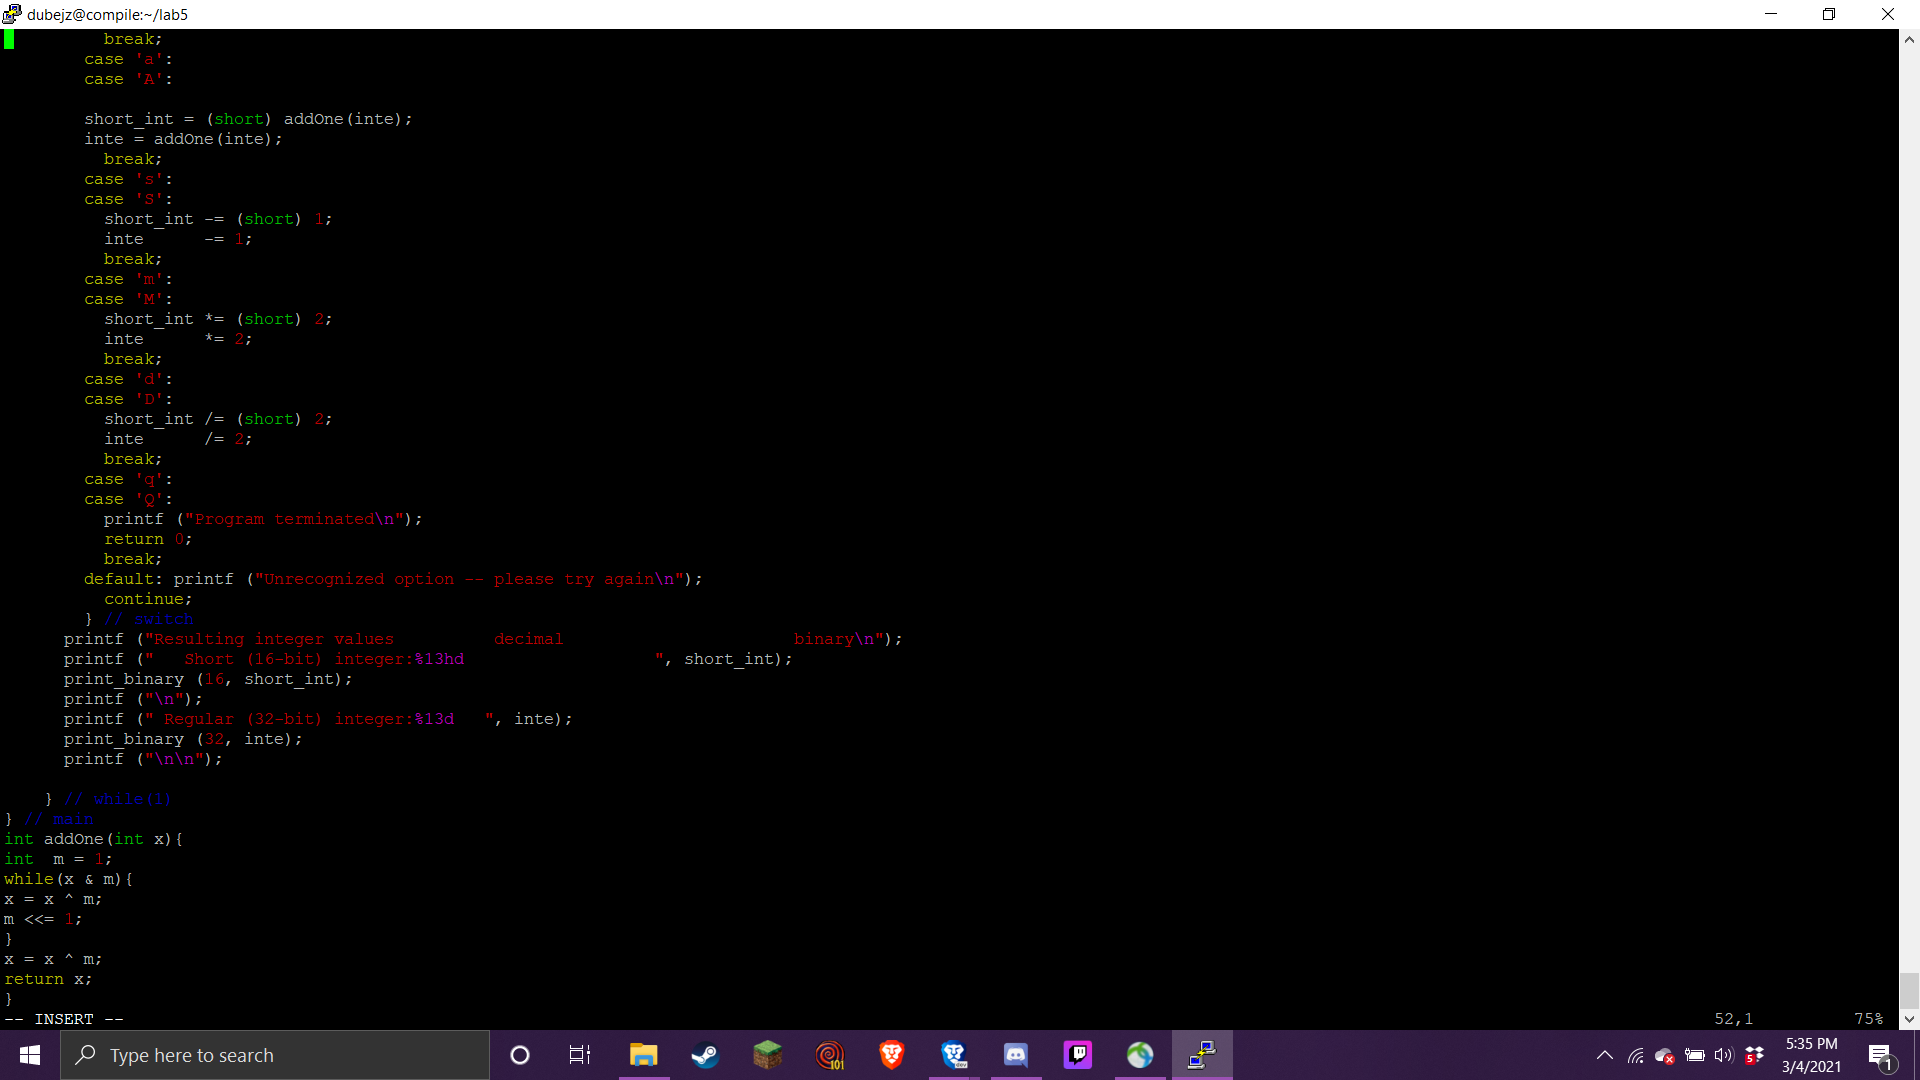 dubejz@compile:~/lab5
break;
case 'a':
case 'A':
short_int = (short) addOne(inte);
inte = addOne(inte);
break;
case 's':
case 'S':
short_int -= (short) 1;
inte      -= 1;
break;
case 'm':
case 'M':
short_int *= (short) 2;
inte      *= 2;
break;
case 'd':
case 'D':
short_int /= (short) 2;
inte      /= 2;
break;
case 'q':
case 'Q':
printf ("Program terminated\n");
return 0;
break;
default: printf ("Unrecognized option -- please try again\n");
continue;
} // switch
printf ("Resulting integer values          decimal                       binary\n");
printf ("   Short (16-bit) integer:%13hd                   ", short_int);
print_binary (16, short_int);
printf ("\n");
printf (" Regular (32-bit) integer:%13d   ", inte);
print_binary (32, inte);
printf ("\n\n");
} // while(1)
} // main
int addOne(int x){
int  m = 1;
while(x & m){
x = x ^ m;
m <<= 1;
}
x = x ^ m;
return x;
}
-- INSERT --                    52,1          75%
Type here to search
101
dev
5
5:35 PM
3/4/2021
1